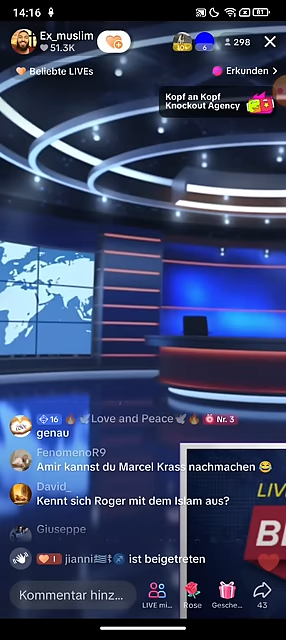 14:16
81
Ex_muslim
51.3K
298
Beliebte LIVEs
Erkunden >
Kopf an Kopf
Knockout Agency
16 Love and Peace Nr. 3
genau
FenomenoR9
Amir kannst du Marcel Krass nachmachen 😂
David_
Kennt sich Roger mit dem Islam aus?
Giuseppe
jianni ist beigetreten
LIV
B
Kommentar hinz...
LIVE mi...
Rose
Gesche...
43